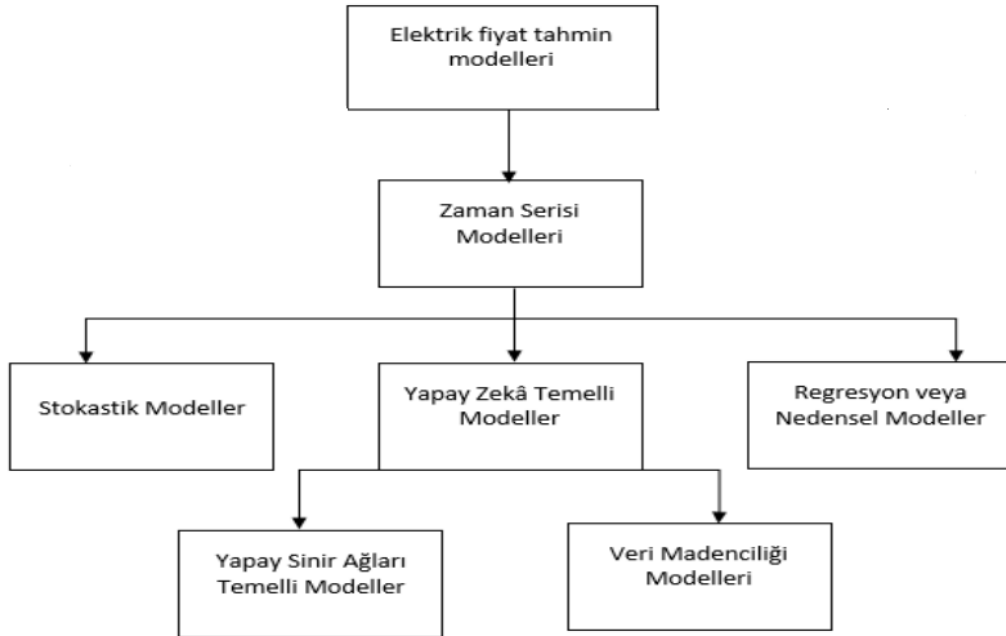 Elektrik fiyat tahmin
modelleri
Zaman Serisi
Modelleri
Stokastik Modeller
Yapay Zekâ Temelli
Modeller
Regresyon veya
Nedensel Modeller
Yapay Sinir Ağları
Temelli Modeller
Veri Madenciliği
Modelleri